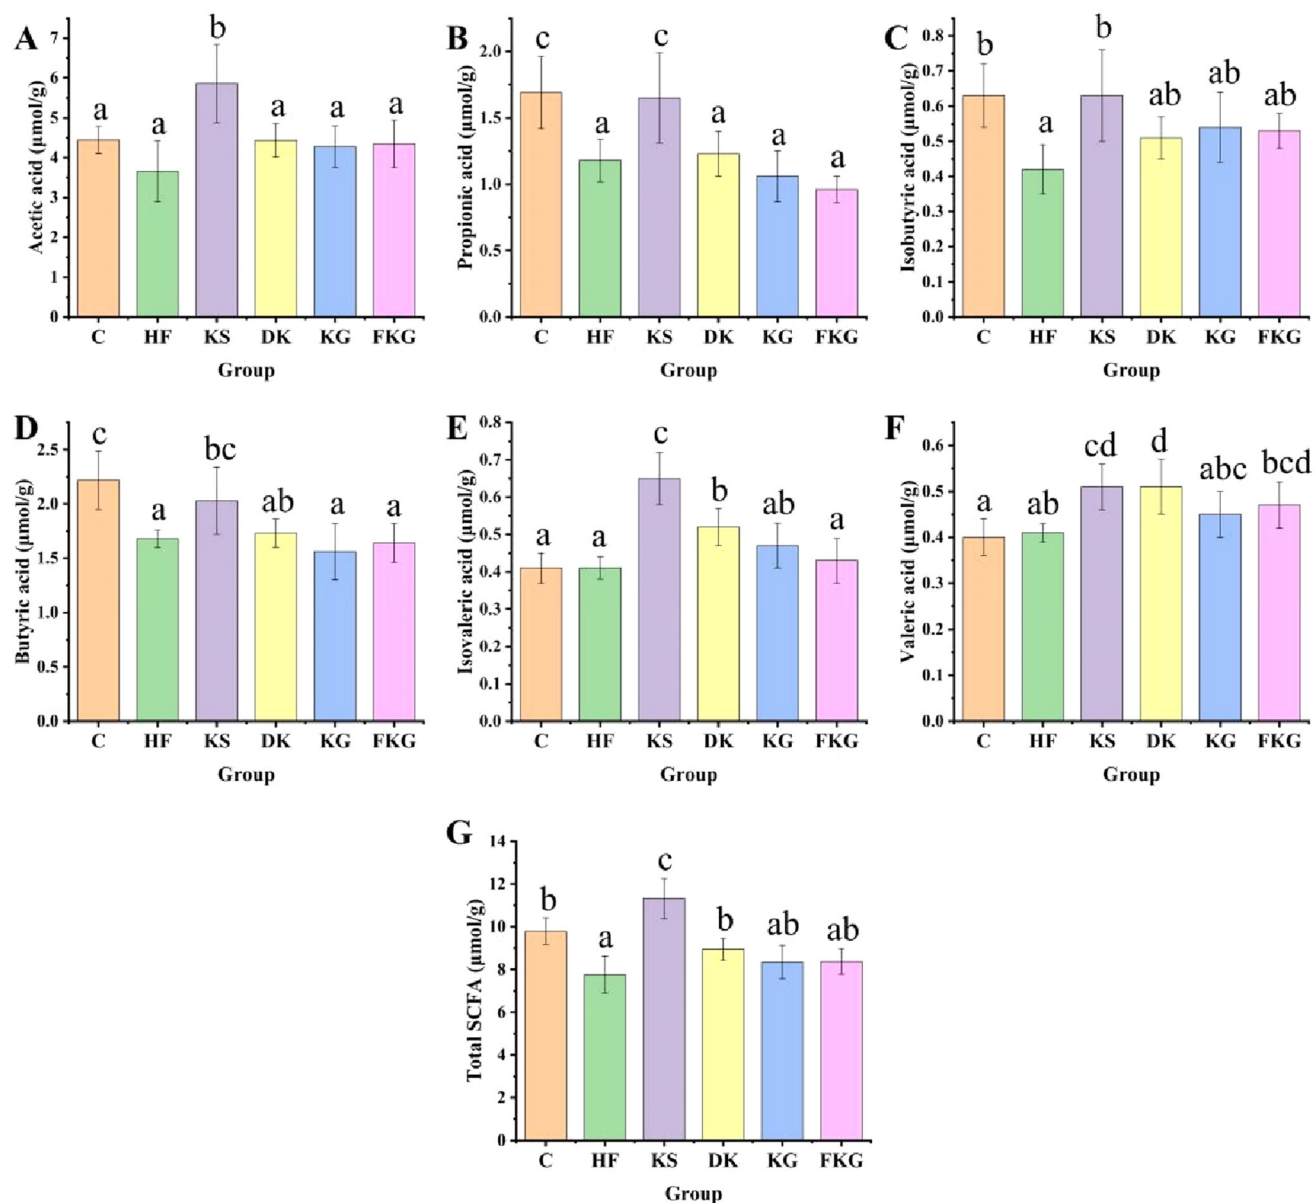 A
Acetic acid (µmol/g)
7
6
5
4
3
2
1
0
a a b a a a
C HF KS DK KG FKG
Group
B
Propionic acid (µmol/g)
2.0
1.5
1.0
0.5
0.0
c a c a a a
C HF KS DK KG FKG
Group
C
Isobutyric acid (µmol/g)
0.8
0.7
0.6
0.5
0.4
0.3
0.2
0.1
0.0
b a b ab ab ab
C HF KS DK KG FKG
Group
D
Butyric acid (µmol/g)
2.5
2.0
1.5
1.0
0.5
0.0
c a bc ab a a
C HF KS DK KG FKG
Group
E
Isovaleric acid (µmol/g)
0.8
0.7
0.6
0.5
0.4
0.3
0.2
0.1
0.0
a a c b ab a
C HF KS DK KG FKG
Group
F
Valeric acid (µmol/g)
0.6
0.5
0.4
0.3
0.2
0.1
0.0
a ab cd d abc bcd
C HF KS DK KG FKG
Group
G
Total SCFA (µmol/g)
14
12
10
8
6
4
2
0
b a c b ab ab
C HF KS DK KG FKG
Group